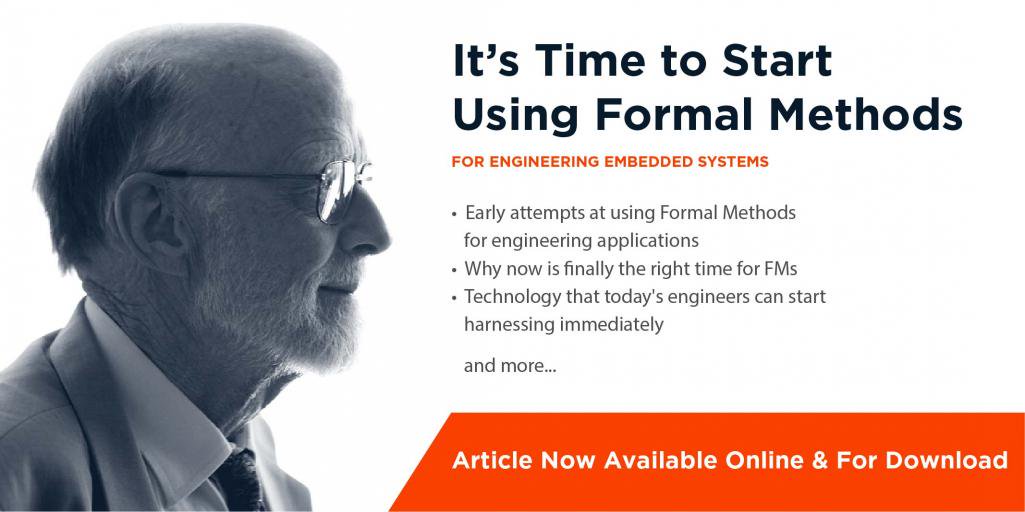 It’s Time to Start
Using Formal Methods
FOR ENGINEERING EMBEDDED SYSTEMS
• Early attempts at using Formal Methods
for engineering applications
• Why now is finally the right time for FMs
• Technology that today's engineers can start
harnessing immediately
and more...
Article Now Available Online & For Download